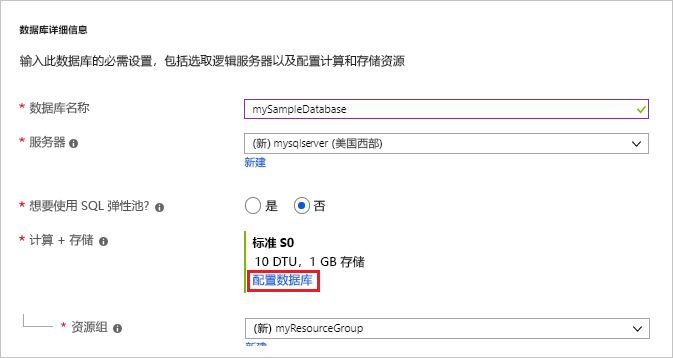 数据库详细信息
输入此数据库的必需设置，包括选取逻辑服务器以及配置计算和存储资源
* 数据库名称
mySampleDatabase
* 服务器
(新) mysqlserver (美国西部)
新建
* 想要使用 SQL 弹性池?
是 否
* 计算 + 存储
标准 S0
10 DTU，1 GB 存储
配置数据库
* 资源组
(新) myResourceGroup
新建